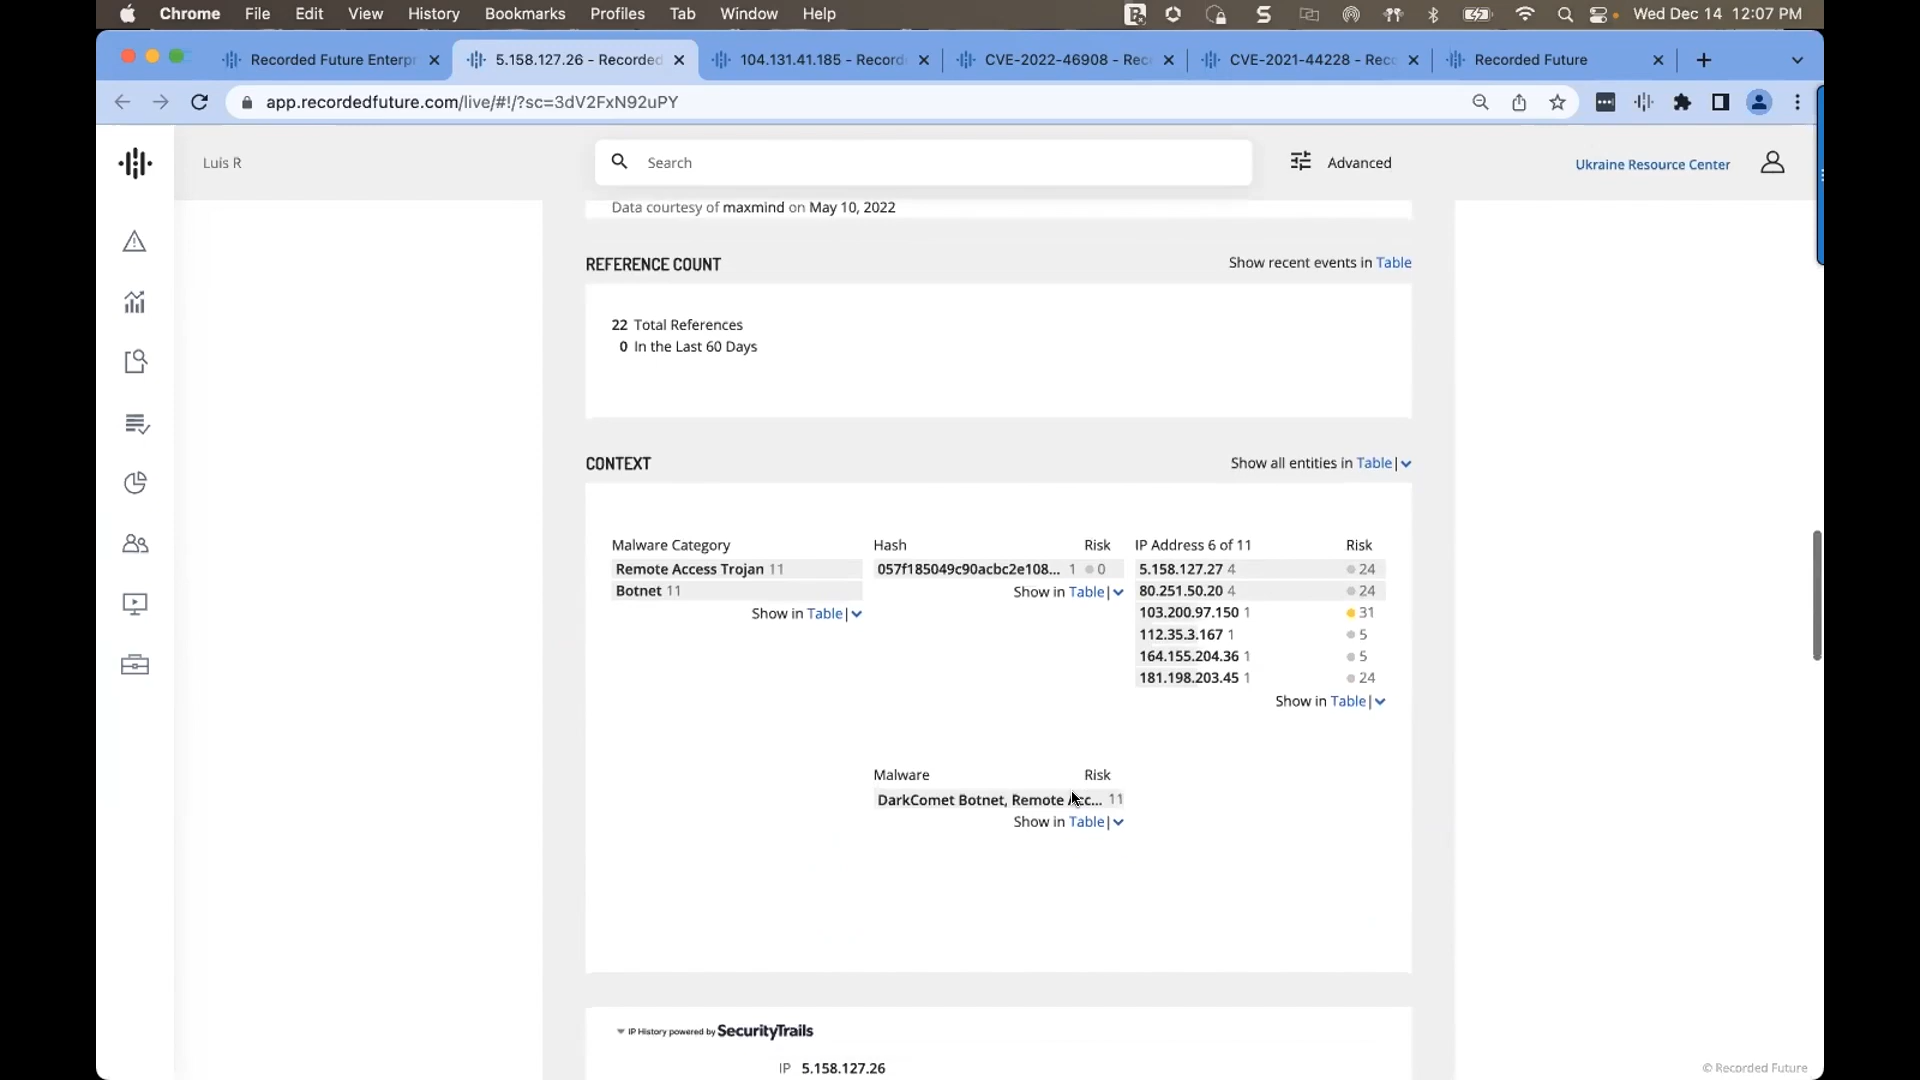 Chrome File Edit View History Bookmarks Profiles Tab Window Help Wed Dec 14 12:07 PM
Recorded Future Enterpr 5.158.127.26 - Recorded 104.131.41.185 - Record CVE-2022-46908 - Rec CVE-2021-44228 - Rec Recorded Future
app.recordedfuture.com/live/#!/?sc=3dV2FxN92uPY
Luis R Search Advanced Ukraine Resource Center
Data courtesy of maxmind on May 10, 2022
REFERENCE COUNT Show recent events in Table
22 Total References
0 In the Last 60 Days
CONTEXT Show all entities in Table|
Malware Category Hash Risk IP Address 6 of 11 Risk
Remote Access Trojan 11 057f185049c90acbc2e108... 1 0 5.158.127.27 4 24
Botnet 11 Show in Table| 80.251.50.20 4 24
Show in Table| 103.200.97.150 1 31
112.35.3.167 1 5
164.155.204.36 1 5
181.198.203.45 1 24
Show in Table|
Malware Risk
DarkComet Botnet, Remote Acc... 11
Show in Table|
IP History powered by SecurityTrails
IP 5.158.127.26
© Recorded Future